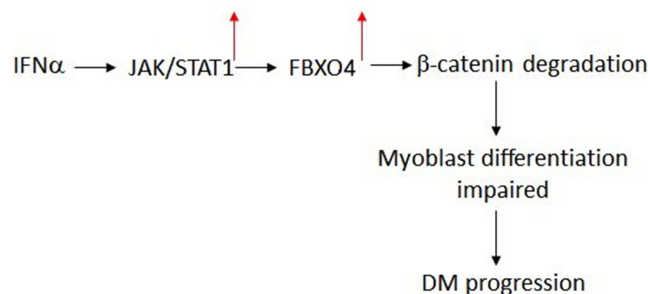 IFNα JAK/STAT1 FBXO4 β-catenin degradation
Myoblast differentiation
impaired
DM progression